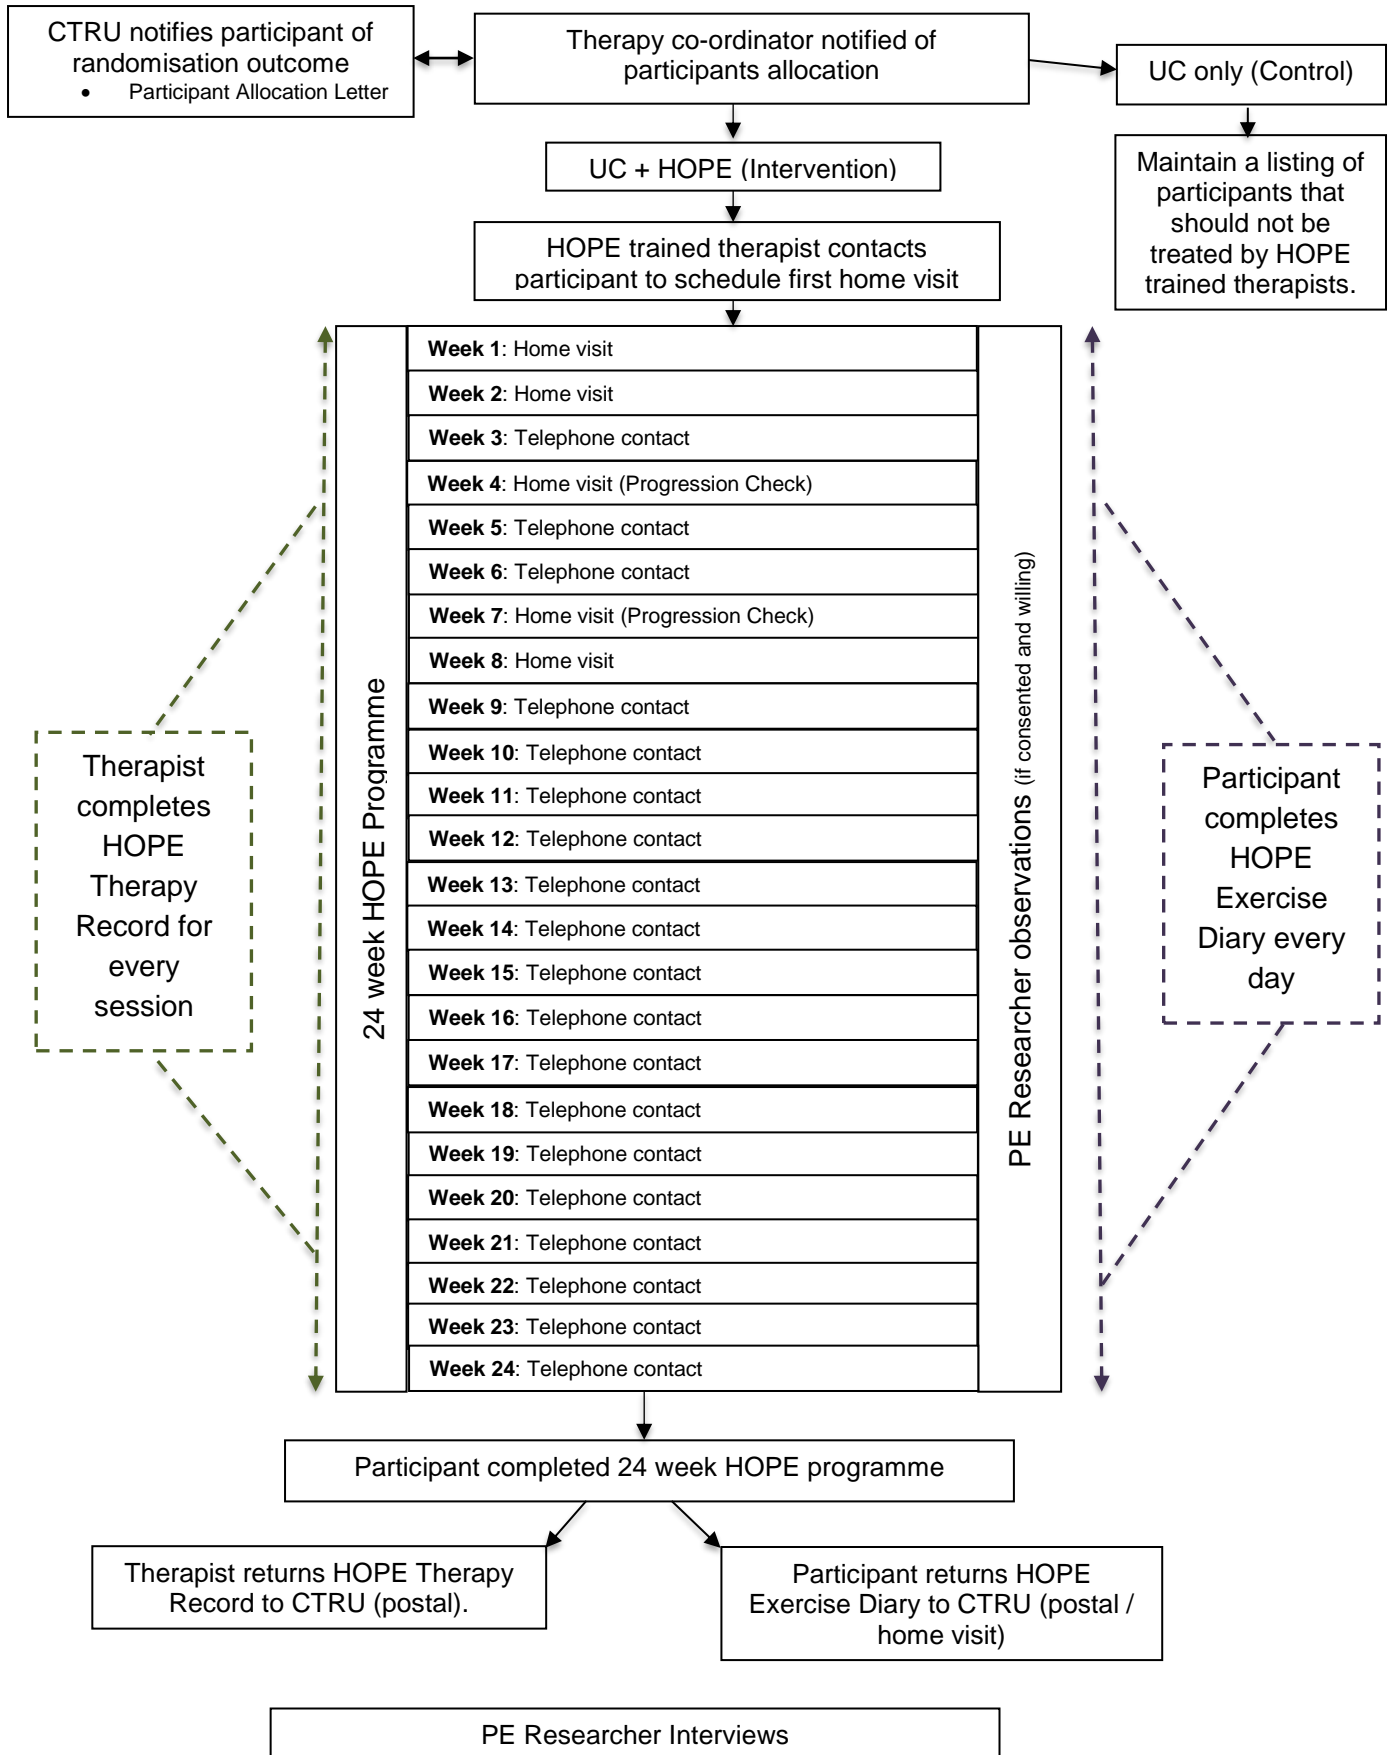 CTRU notifies participant of
randomisation outcome
• Participant Allocation Letter
Therapy co-ordinator notified of
participants allocation
UC only (Control)
UC + HOPE (Intervention)
Maintain a listing of
participants that
should not be
treated by HOPE
trained therapists.
HOPE trained therapist contacts
participant to schedule first home visit
24 week HOPE Programme
Week 1: Home visit
Week 2: Home visit
Week 3: Telephone contact
Week 4: Home visit (Progression Check)
Week 5: Telephone contact
Week 6: Telephone contact
Week 7: Home visit (Progression Check)
Week 8: Home visit
Week 9: Telephone contact
Week 10: Telephone contact
Week 11: Telephone contact
Week 12: Telephone contact
Week 13: Telephone contact
Week 14: Telephone contact
Week 15: Telephone contact
Week 16: Telephone contact
Week 17: Telephone contact
Week 18: Telephone contact
Week 19: Telephone contact
Week 20: Telephone contact
Week 21: Telephone contact
Week 22: Telephone contact
Week 23: Telephone contact
Week 24: Telephone contact
PE Researcher observations (if consented and willing)
Therapist
completes
HOPE
Therapy
Record for
every
session
Participant
completes
HOPE
Exercise
Diary every
day
Participant completed 24 week HOPE programme
Therapist returns HOPE Therapy
Record to CTRU (postal).
Participant returns HOPE
Exercise Diary to CTRU (postal /
home visit)
PE Researcher Interviews